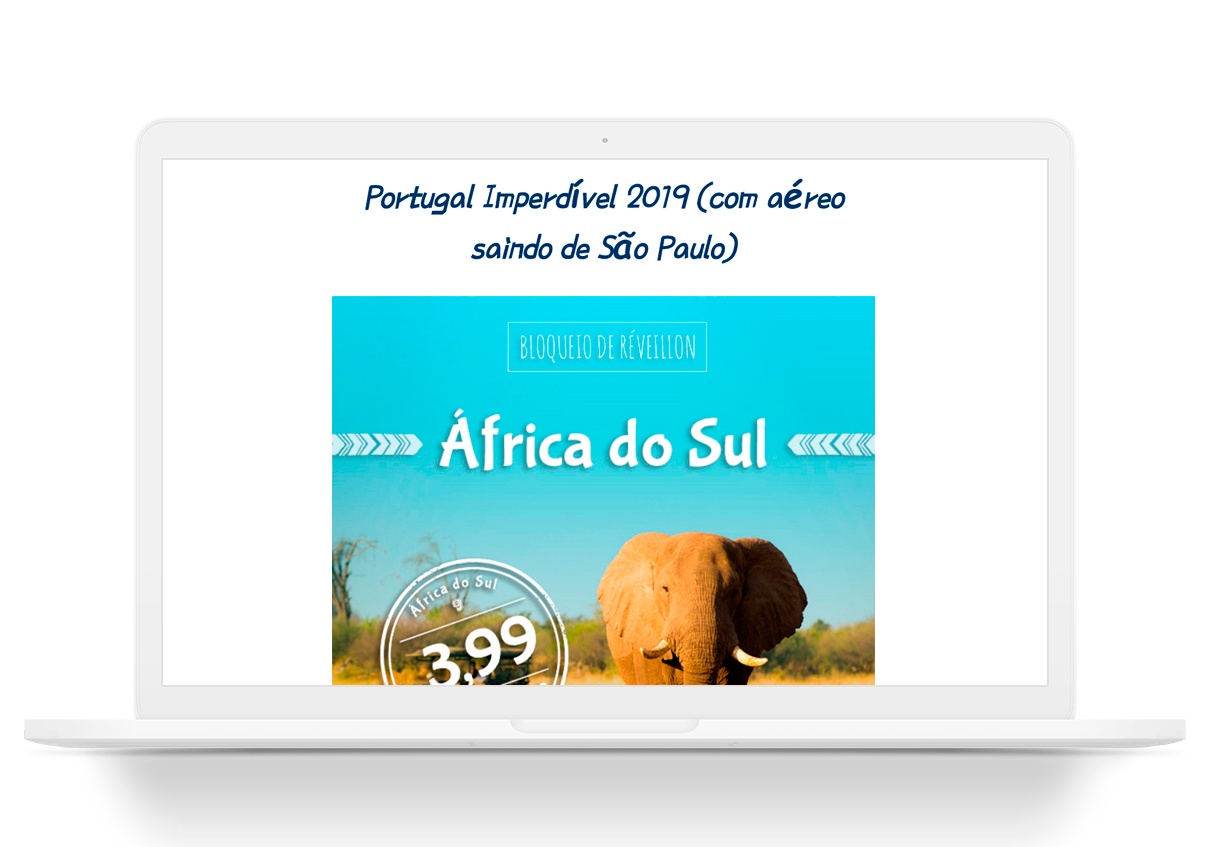 Portugal Imperdível 2019 (com aéreo
saindo de São Paulo)
BLOQUEIO DE RÉVEILLON
África do Sul
África do Sul
3,99